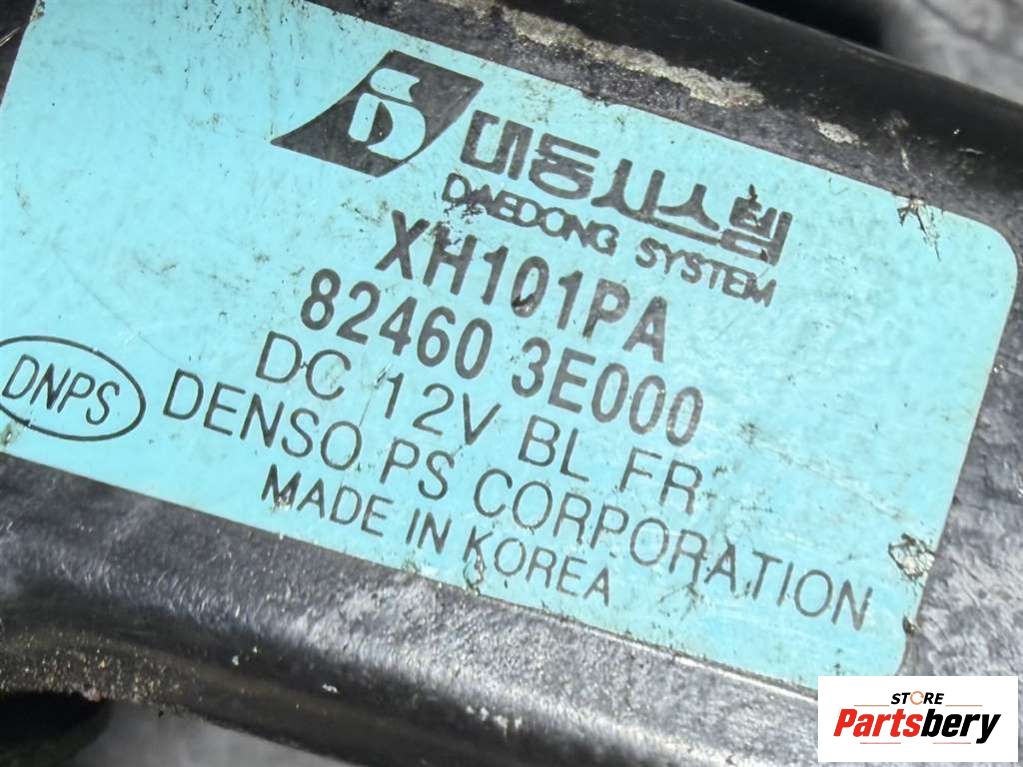 대동시스템
DAEDONG SYSTEM
XH101PA
82460 3E000
DC 12V BL FR
DNPS DENSO PS CORPORATION
MADE IN KOREA
STORE
Partsbery